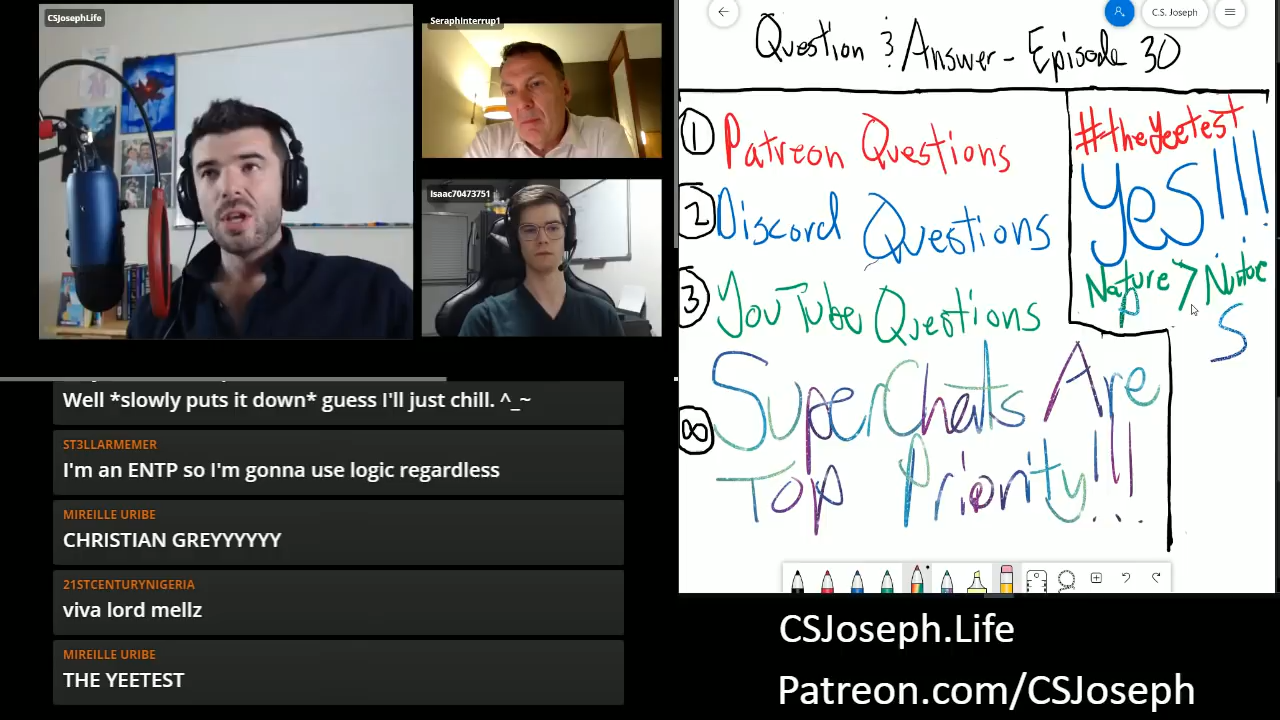 CSJosephLife
SeraphInterrup1
Isaac70473751
Well *slowly puts it down* guess I'll just chill. ^_~
ST3LLARMEMER
I'm an ENTP so I'm gonna use logic regardless
MIREILLE URIBE
CHRISTIAN GREYYYYYY
21STCENTURYNIGERIA
viva lord mellz
MIREILLE URIBE
THE YEETEST
C.S. Joseph
Question & Answer - Episode 30
① Patreon Questions
② Discord Questions
③ YouTube Questions
∞ SuperChats Are
Top Priority!!!
#theYeetest
Yes!!!
Nature > Nurture
P
S
CSJoseph.Life
Patreon.com/CSJoseph